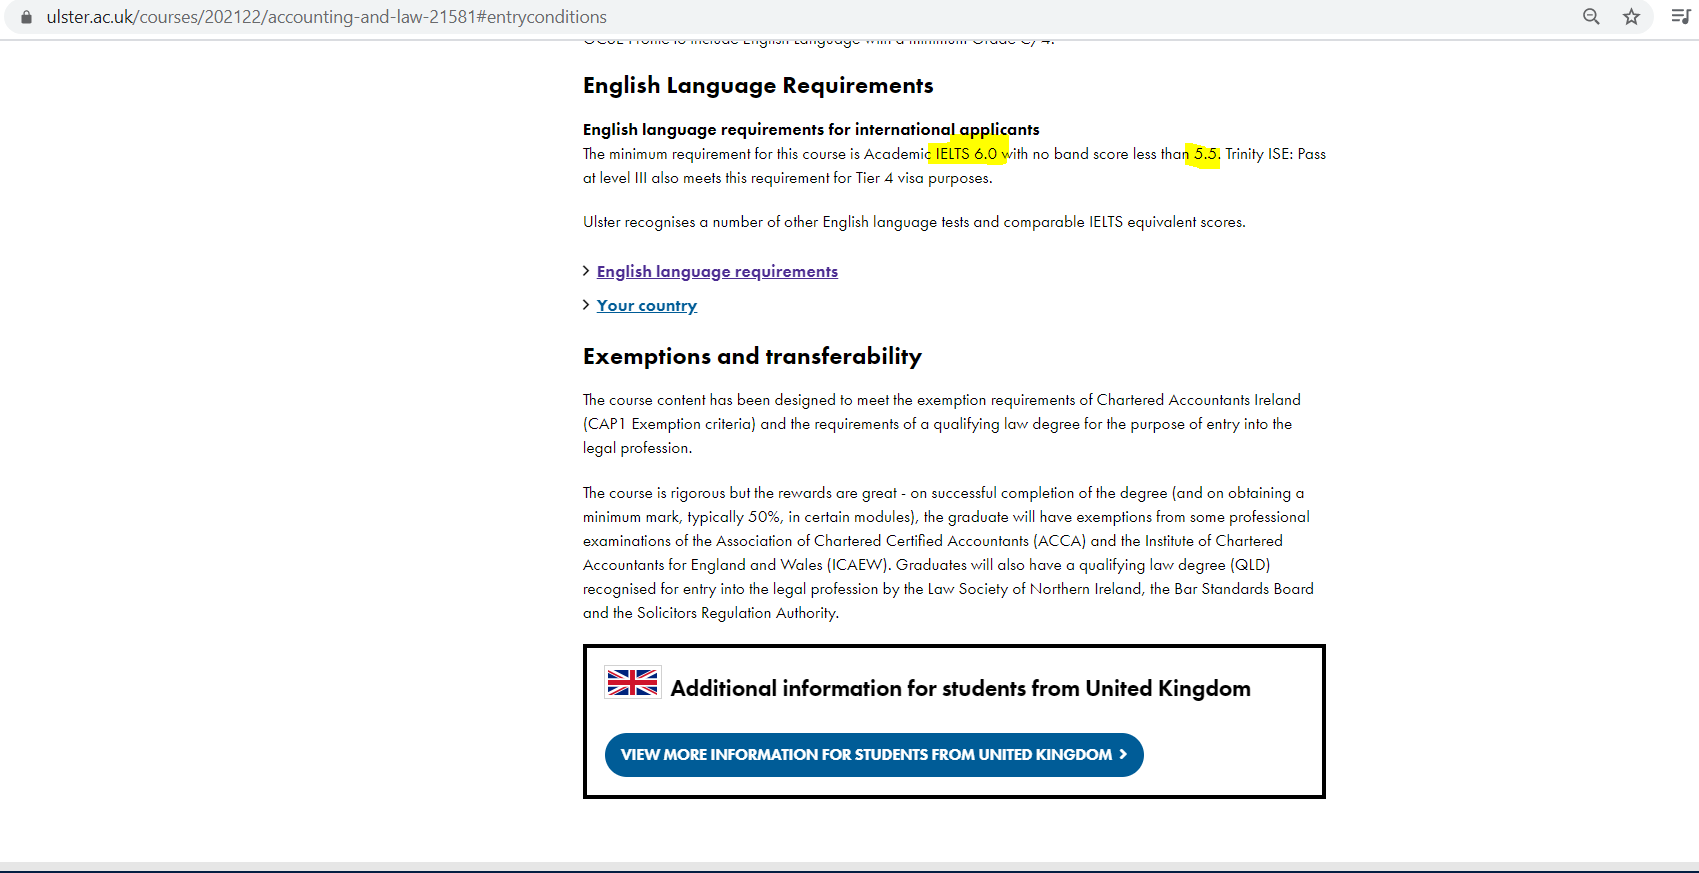 ulster.ac.uk/courses/202122/accounting-and-law-21581#entryconditions
GCSE Profile to include English Language with a minimum Grade C/ 4.
English Language Requirements
English language requirements for international applicants
The minimum requirement for this course is Academic IELTS 6.0 with no band score less than 5.5. Trinity ISE: Pass
at level III also meets this requirement for Tier 4 visa purposes.
Ulster recognises a number of other English language tests and comparable IELTS equivalent scores.
English language requirements
Your country
Exemptions and transferability
The course content has been designed to meet the exemption requirements of Chartered Accountants Ireland
(CAP1 Exemption criteria) and the requirements of a qualifying law degree for the purpose of entry into the
legal profession.
The course is rigorous but the rewards are great - on successful completion of the degree (and on obtaining a
minimum mark, typically 50%, in certain modules), the graduate will have exemptions from some professional
examinations of the Association of Chartered Certified Accountants (ACCA) and the Institute of Chartered
Accountants for England and Wales (ICAEW). Graduates will also have a qualifying law degree (QLD)
recognised for entry into the legal profession by the Law Society of Northern Ireland, the Bar Standards Board
and the Solicitors Regulation Authority.
Additional information for students from United Kingdom
VIEW MORE INFORMATION FOR STUDENTS FROM UNITED KINGDOM